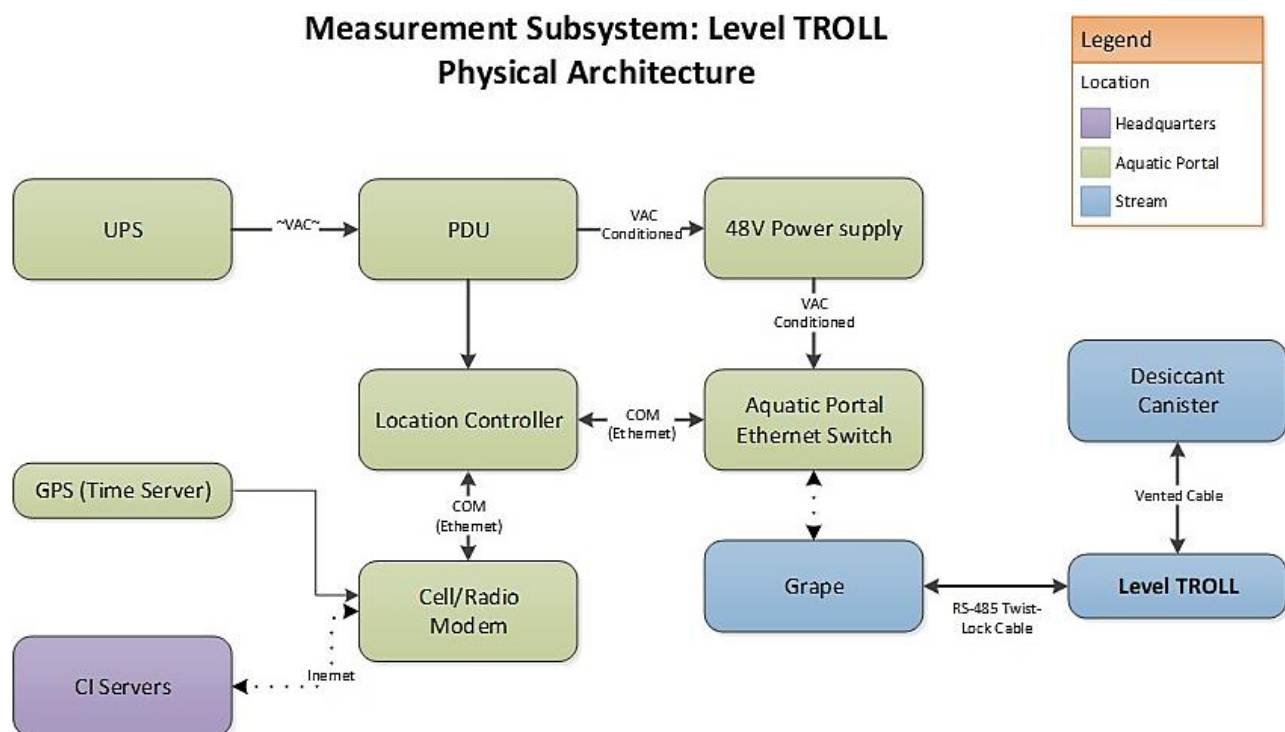 Measurement Subsystem: Level TROLL
Physical Architecture
Legend
Location
Headquarters
Aquatic Portal
Stream
UPS
~VAC~
PDU
VAC
Conditioned
48V Power supply
VAC
Conditioned
Location Controller
COM
(Ethernet)
Aquatic Portal
Ethernet Switch
Desiccant
Canister
GPS (Time Server)
COM
(Ethernet)
Vented Cable
Cell/Radio
Modem
Grape
RS-485 Twist-
Lock Cable
Level TROLL
CI Servers
Inernet